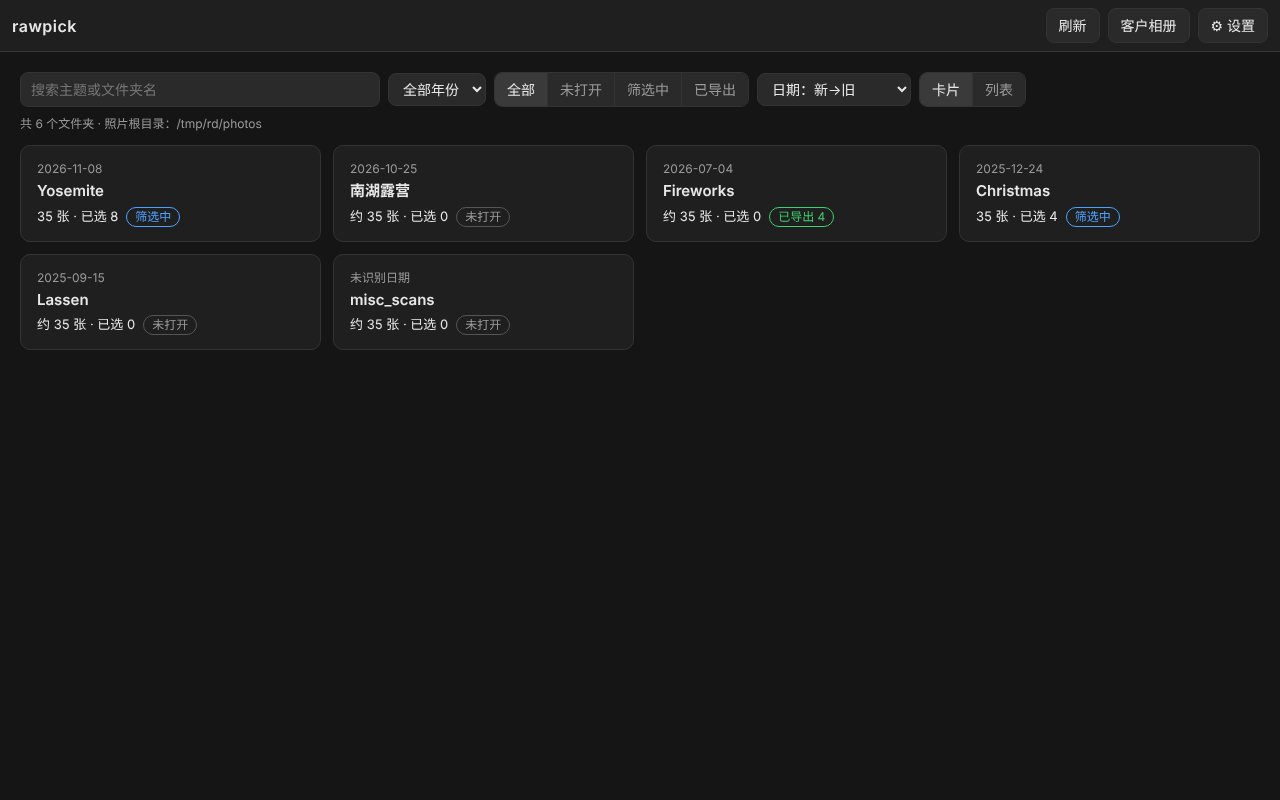 rawpick
刷新
客户相册
⚙ 设置
搜索主题或文件夹名
全部年份
全部
未打开
筛选中
已导出
日期：新→旧
卡片
列表
共 6 个文件夹 · 照片根目录：/tmp/rd/photos
2026-11-08
Yosemite
35 张 · 已选 8 筛选中
2026-10-25
南湖露营
约 35 张 · 已选 0 未打开
2026-07-04
Fireworks
约 35 张 · 已选 0 已导出 4
2025-12-24
Christmas
35 张 · 已选 4 筛选中
2025-09-15
Lassen
约 35 张 · 已选 0 未打开
未识别日期
misc_scans
约 35 张 · 已选 0 未打开